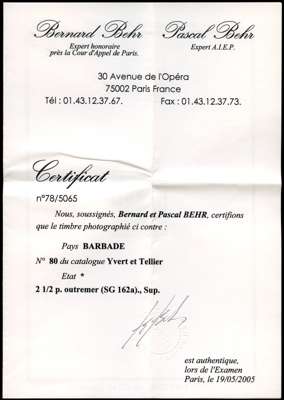 Bernard Behr Pascal Behr
Expert honoraire Expert A.I.E.P.
près la Cour d'Appel de Paris.
30 Avenue de l'Opéra
75002 Paris France
Tél : 01.43.12.37.67. Fax : 01.43.12.37.73.
Certificat
n°78/5065
Nous, soussignés, Bernard et Pascal BEHR, certifions
que le timbre photographié ci contre :
Pays BARBADE
N° 80 du catalogue Yvert et Tellier
Etat *
2 1/2 p. outremer (SG 162a)., Sup.
est authentique,
lors de l'Examen
Paris, le 19/05/2005